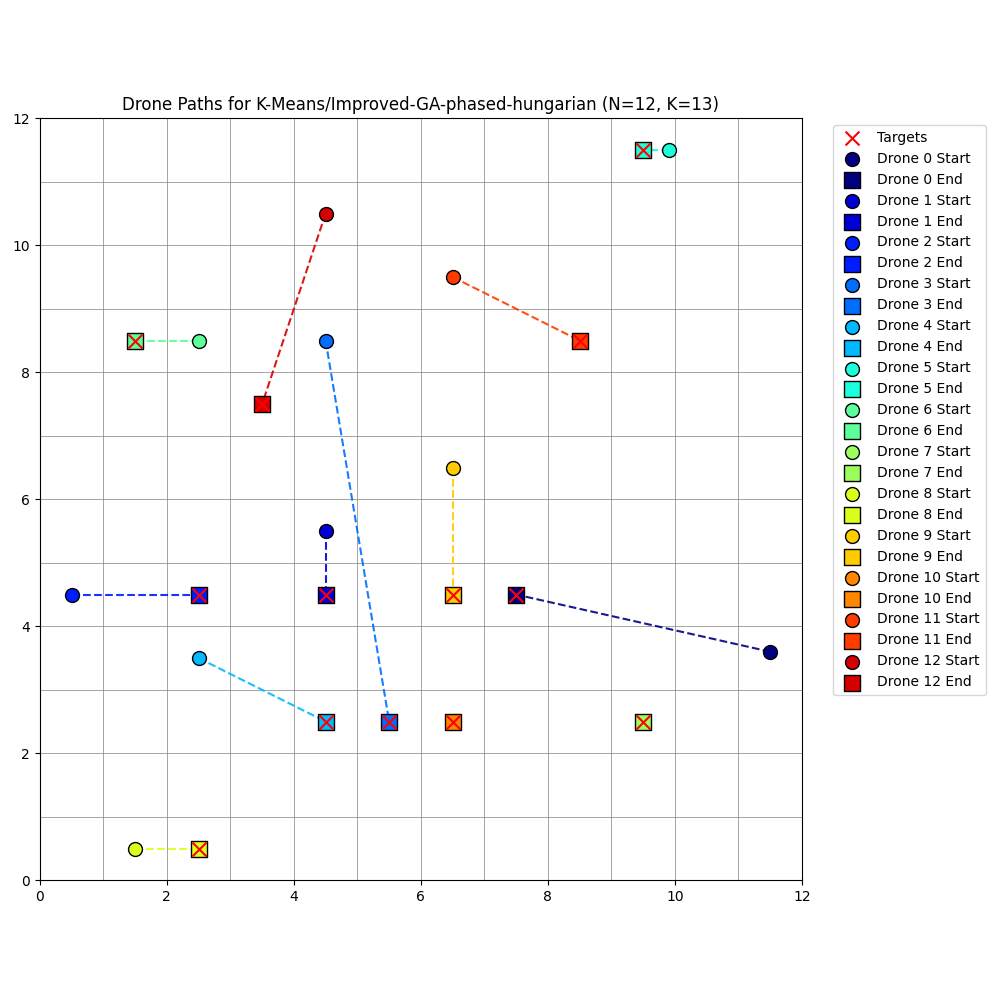 Drone Paths for K-Means/Improved-GA-phased-hungarian (N=12, K=13)
12
10
8
6
4
2
0
0 2 4 6 8 10 12
Targets
Drone 0 Start
Drone 0 End
Drone 1 Start
Drone 1 End
Drone 2 Start
Drone 2 End
Drone 3 Start
Drone 3 End
Drone 4 Start
Drone 4 End
Drone 5 Start
Drone 5 End
Drone 6 Start
Drone 6 End
Drone 7 Start
Drone 7 End
Drone 8 Start
Drone 8 End
Drone 9 Start
Drone 9 End
Drone 10 Start
Drone 10 End
Drone 11 Start
Drone 11 End
Drone 12 Start
Drone 12 End